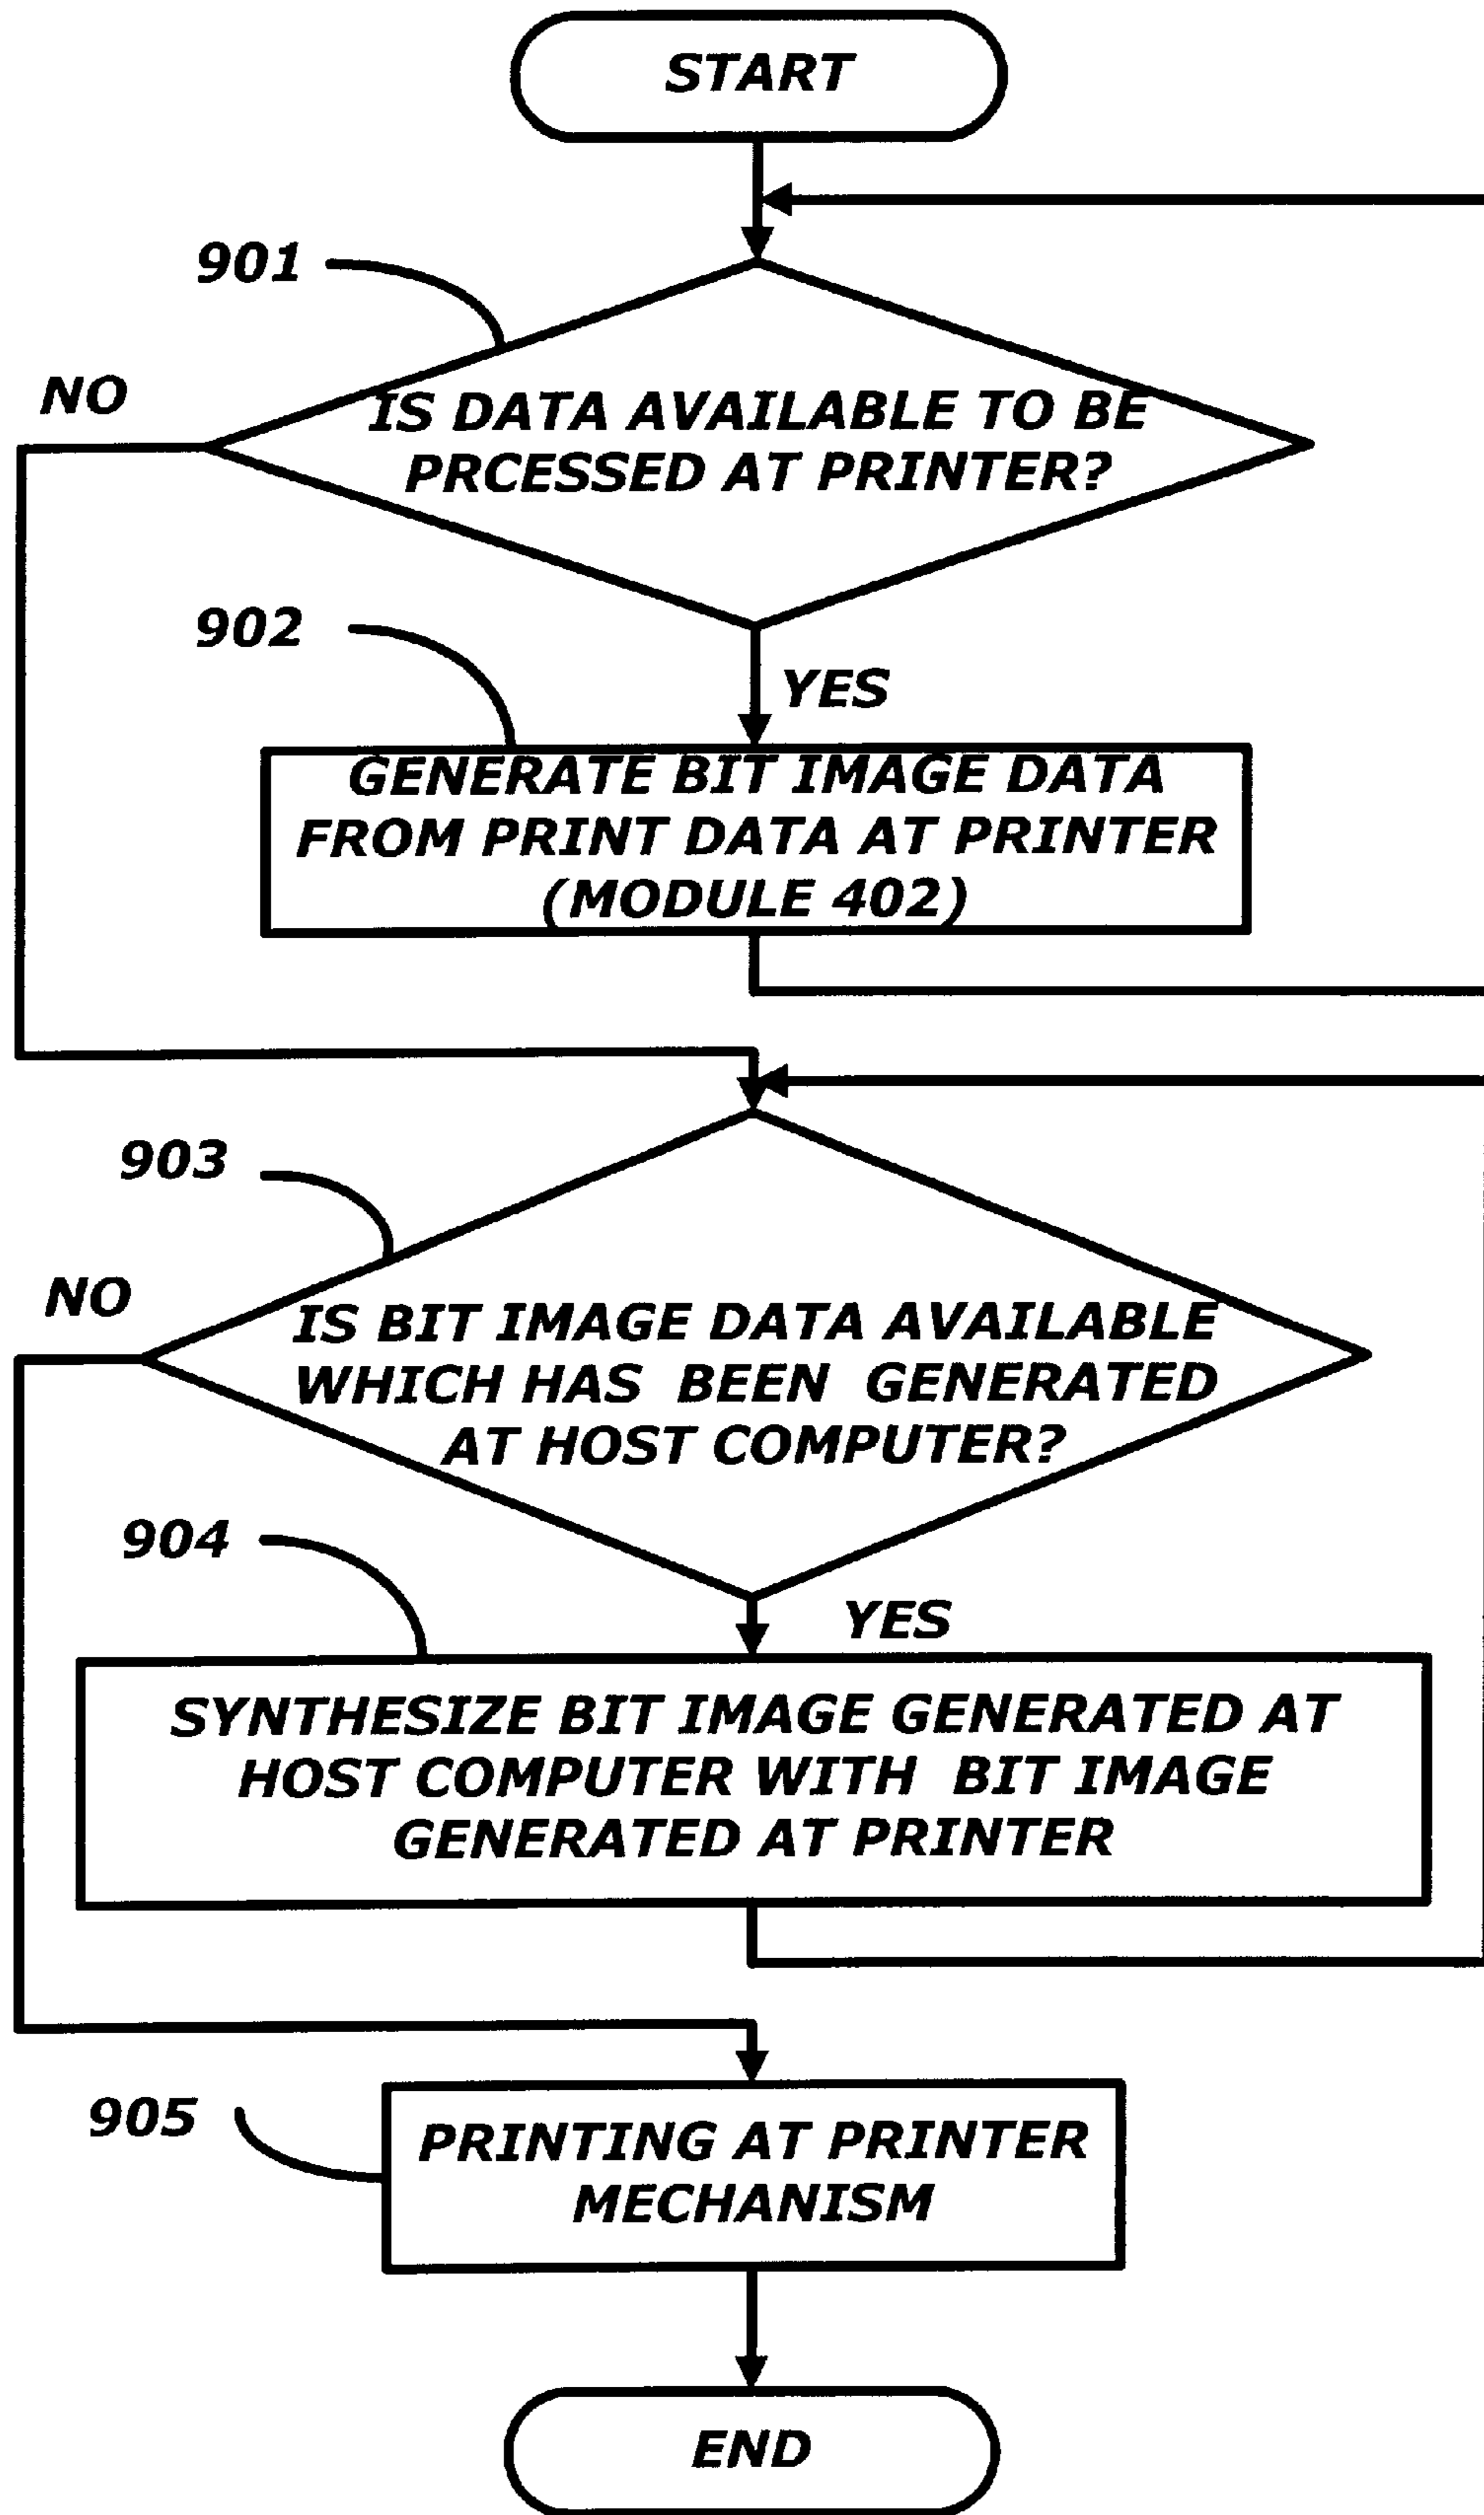 START
901
NO
IS DATA AVAILABLE TO BE
PRCESSED AT PRINTER?
902
YES
GENERATE BIT IMAGE DATA
FROM PRINT DATA AT PRINTER
(MODULE 402)
903
NO
IS BIT IMAGE DATA AVAILABLE
WHICH HAS BEEN GENERATED
AT HOST COMPUTER?
904
YES
SYNTHESIZE BIT IMAGE GENERATED AT
HOST COMPUTER WITH BIT IMAGE
GENERATED AT PRINTER
905
PRINTING AT PRINTER
MECHANISM
END